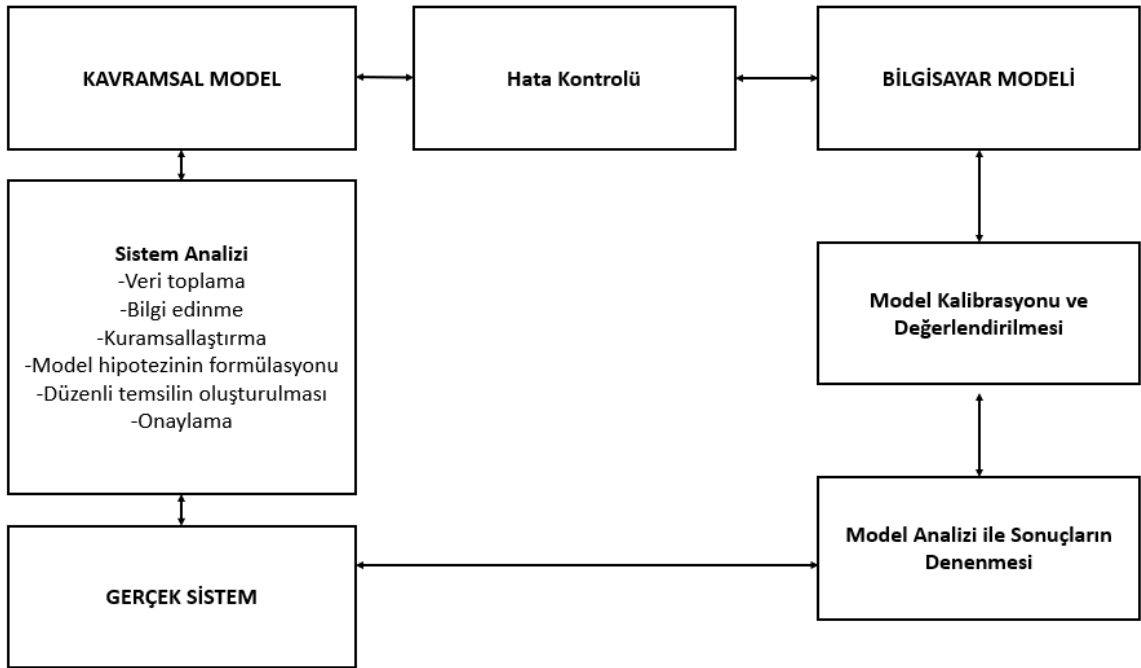 KAVRAMSAL MODEL
Hata Kontrolü
BİLGİSAYAR MODELİ
Sistem Analizi
-Veri toplama
-Bilgi edinme
-Kuramsallaştırma
-Model hipotezinin formülasyonu
-Düzenli temsilin oluşturulması
-Onaylama
Model Kalibrasyonu ve
Değerlendirilmesi
GERÇEK SİSTEM
Model Analizi ile Sonuçların
Denenmesi